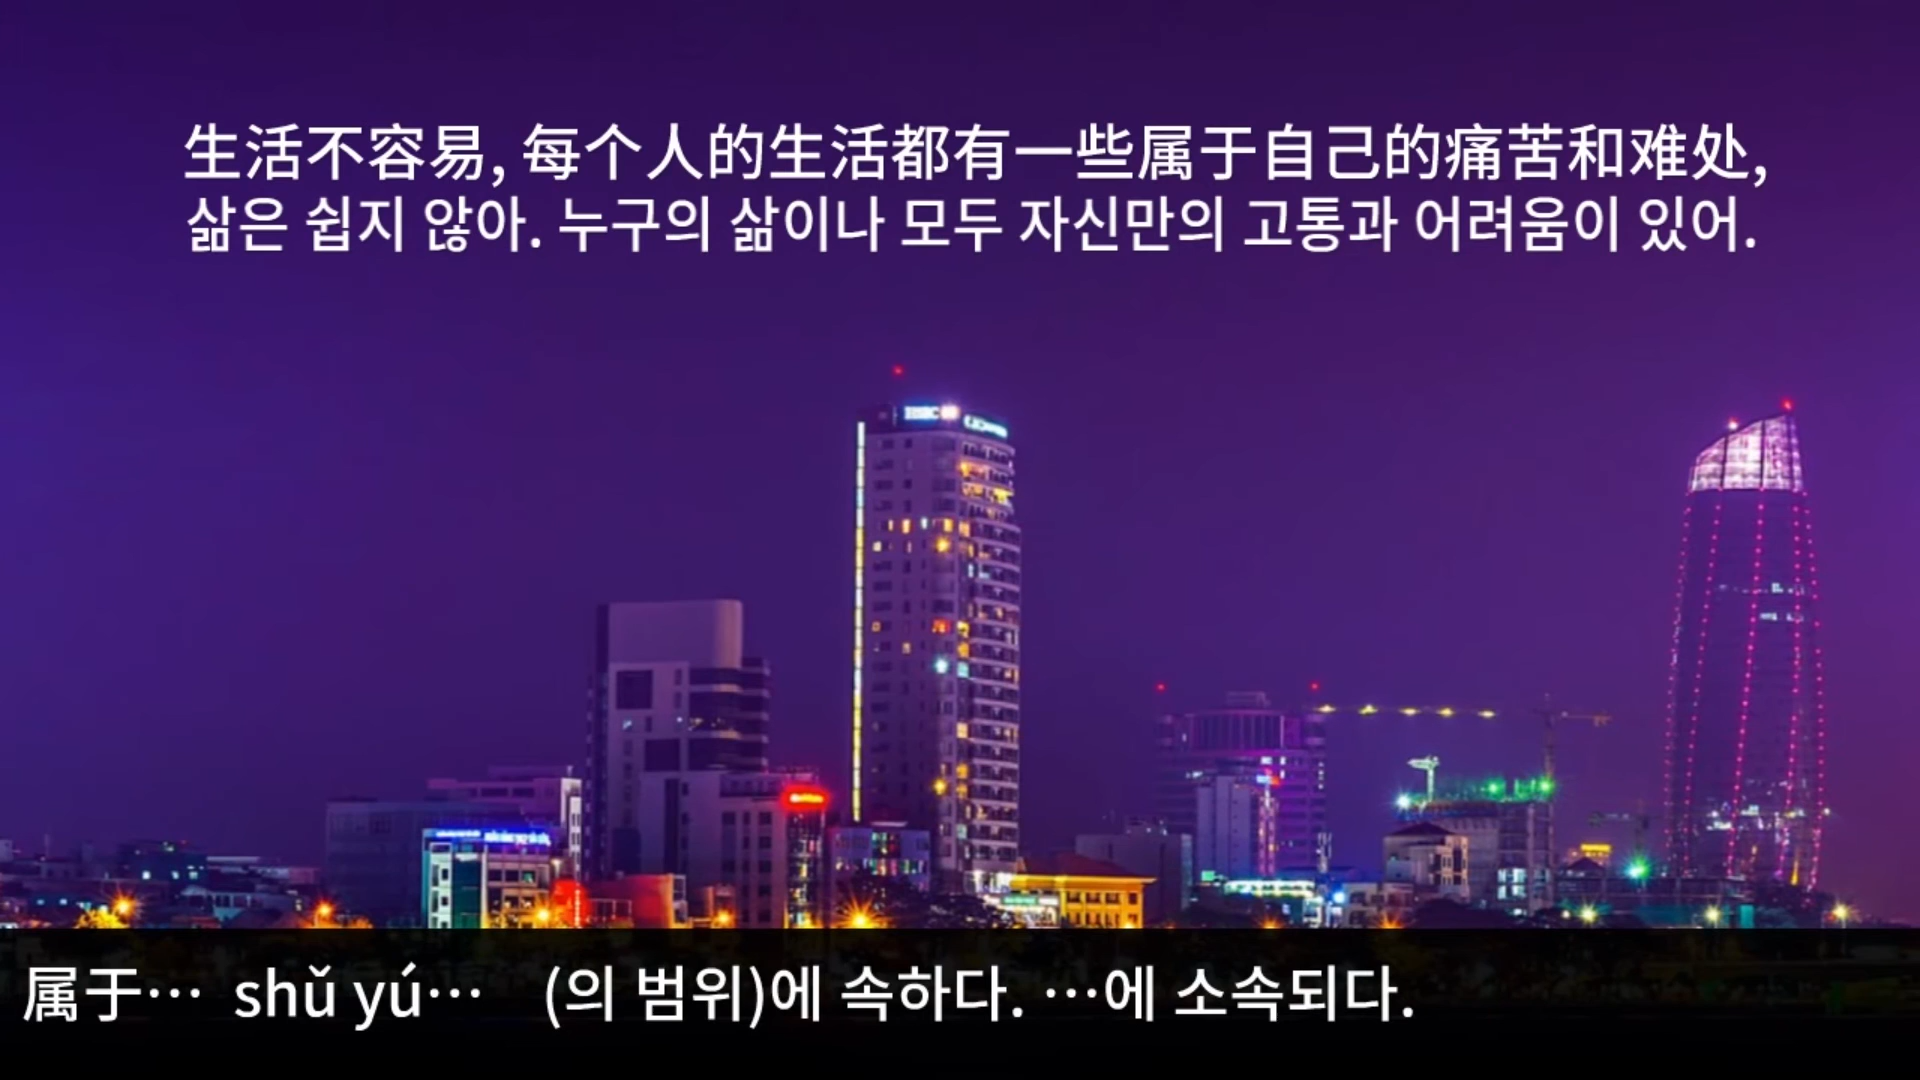 生活不容易, 每个人的生活都有一些属于自己的痛苦和难处,
삶은 쉽지 않아. 누구의 삶이나 모두 자신만의 고통과 어려움이 있어.
HSBC
属于… shǔ yú… (의 범위)에 속하다. …에 소속되다.